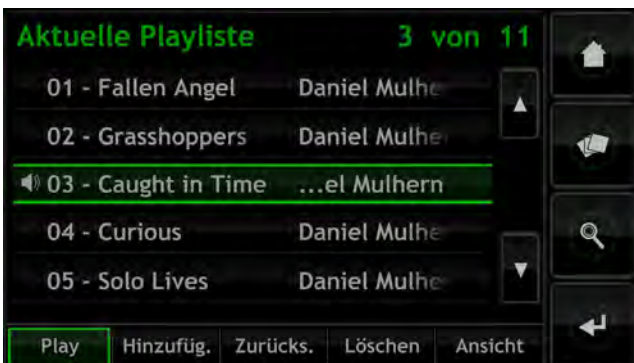 Aktuelle Playliste 3 von 11
01 - Fallen Angel Daniel Mulhe
02 - Grasshoppers Daniel Mulhe
03 - Caught in Time ...el Mulhern
04 - Curious Daniel Mulhe
05 - Solo Lives Daniel Mulhe
Play Hinzufüg. Zurücks. Löschen Ansicht